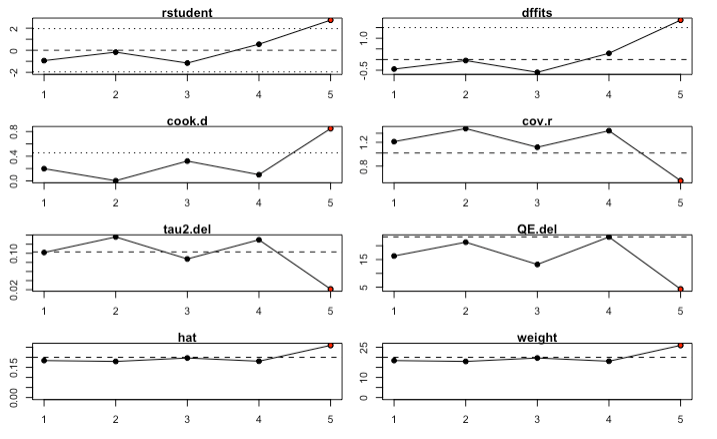 rstudent
2
0
-2
1 2 3 4 5
dffits
1.0
-0.5
1 2 3 4 5
cook.d
0.8
0.4
0.0
1 2 3 4 5
cov.r
1.2
0.8
1 2 3 4 5
tau2.del
0.10
0.02
1 2 3 4 5
QE.del
15
5
1 2 3 4 5
hat
0.15
0.00
1 2 3 4 5
weight
25
10
0
1 2 3 4 5